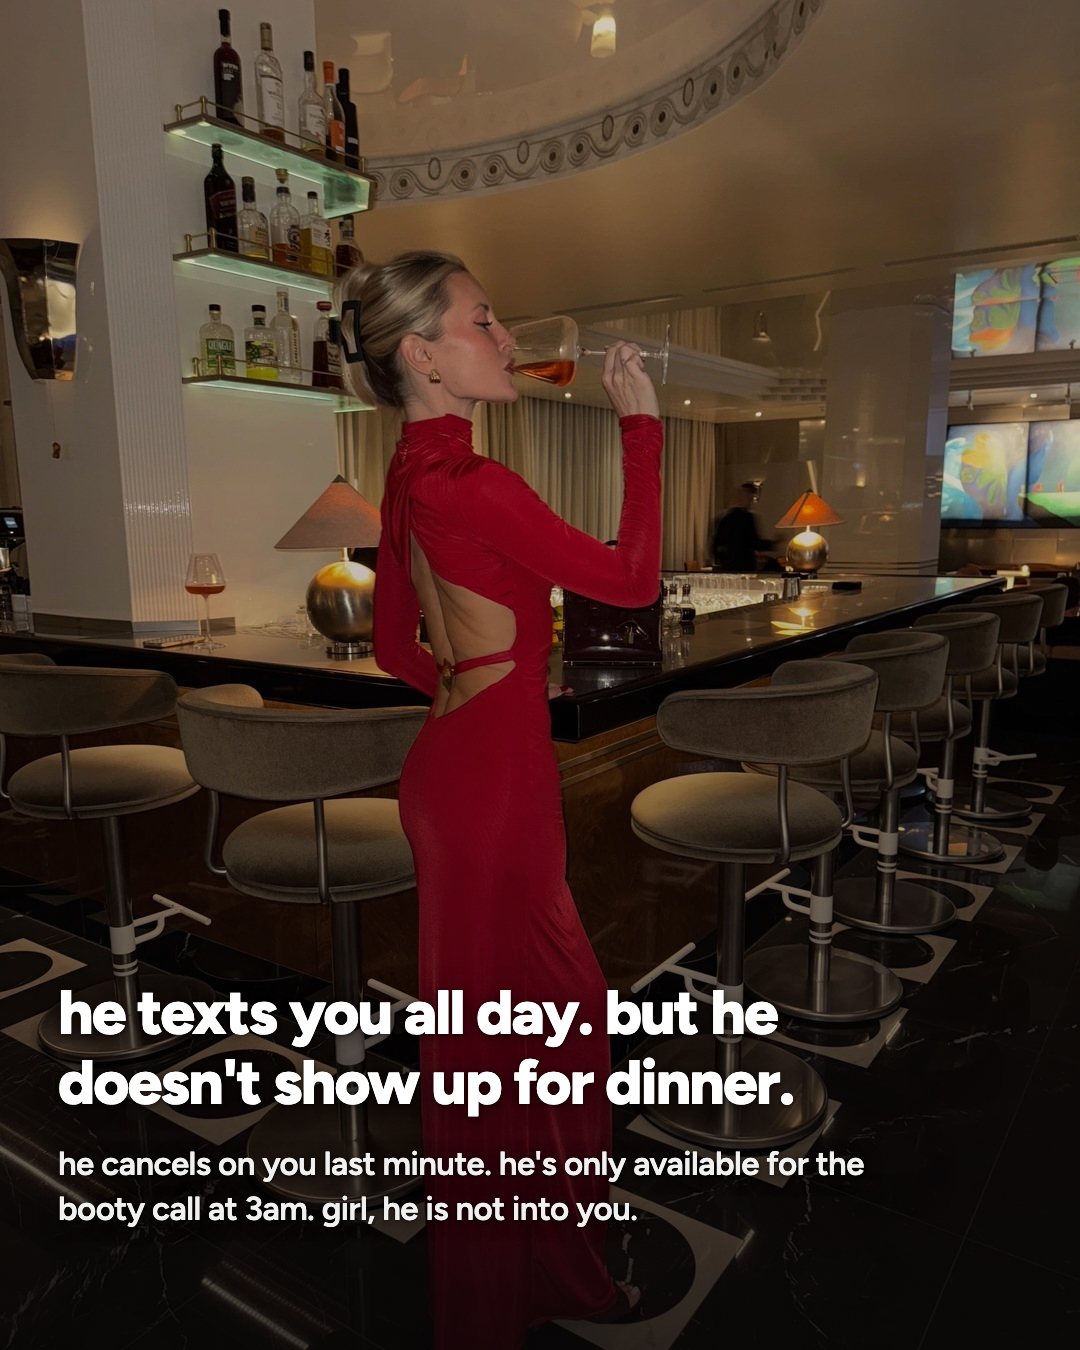 he texts you all day. but he
doesn't show up for dinner.
he cancels on you last minute. he's only available for the
booty call at 3am. girl, he is not into you.